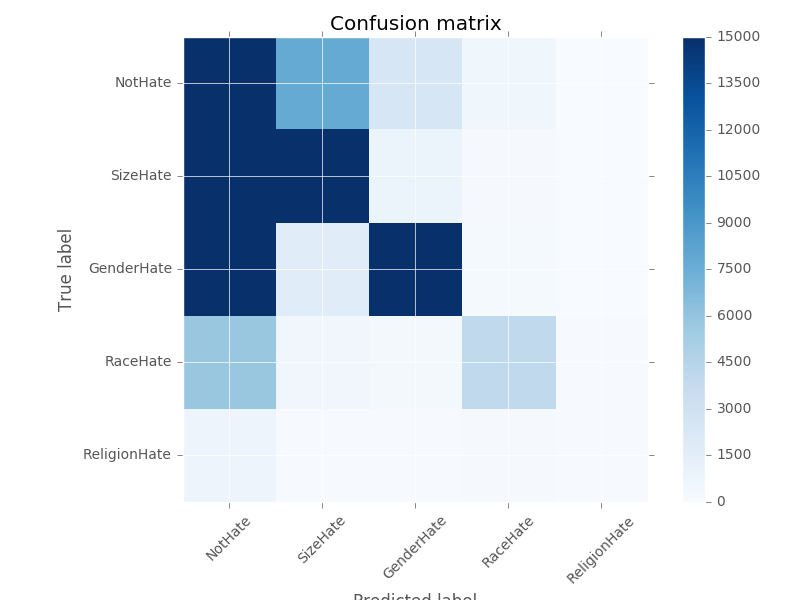 Confusion matrix
True label
NotHate
SizeHate
GenderHate
RaceHate
ReligionHate
NotHate
SizeHate
GenderHate
RaceHate
ReligionHate
Predicted label
15000
13500
12000
10500
9000
7500
6000
4500
3000
1500
0